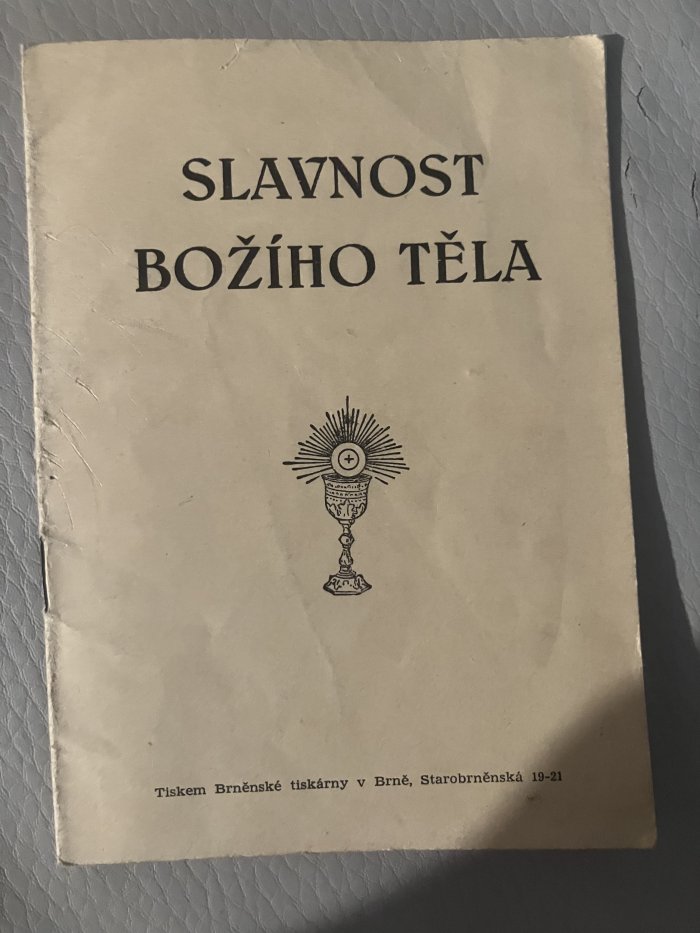 SLAVNOST
BOŽÍHO TĚLA
Tiskem Brněnské tiskárny v Brně, Starobrněnská 19-21